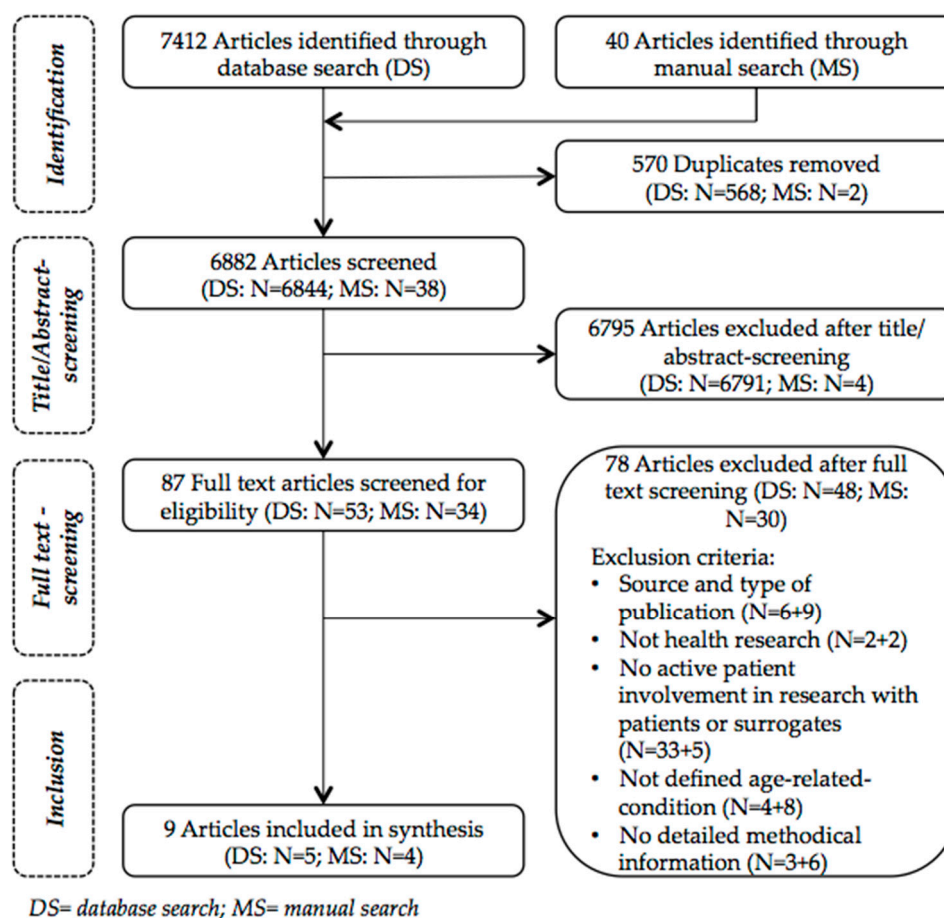 Identification
7412 Articles identified through
database search (DS)
40 Articles identified through
manual search (MS)
570 Duplicates removed
(DS: N=568; MS: N=2)
Title/Abstract-
screening
6882 Articles screened
(DS: N=6844; MS: N=38)
6795 Articles excluded after title/
abstract-screening
(DS: N=6791; MS: N=4)
Full text -
screening
87 Full text articles screened for
eligibility (DS: N=53; MS: N=34)
78 Articles excluded after full
text screening (DS: N=48; MS:
N=30)
Exclusion criteria:
• Source and type of
publication (N=6+9)
• Not health research (N=2+2)
• No active patient
involvement in research with
patients or surrogates
(N=33+5)
• Not defined age-related-
condition (N=4+8)
• No detailed methodical
information (N=3+6)
Inclusion
9 Articles included in synthesis
(DS: N=5; MS: N=4)
DS= database search; MS= manual search